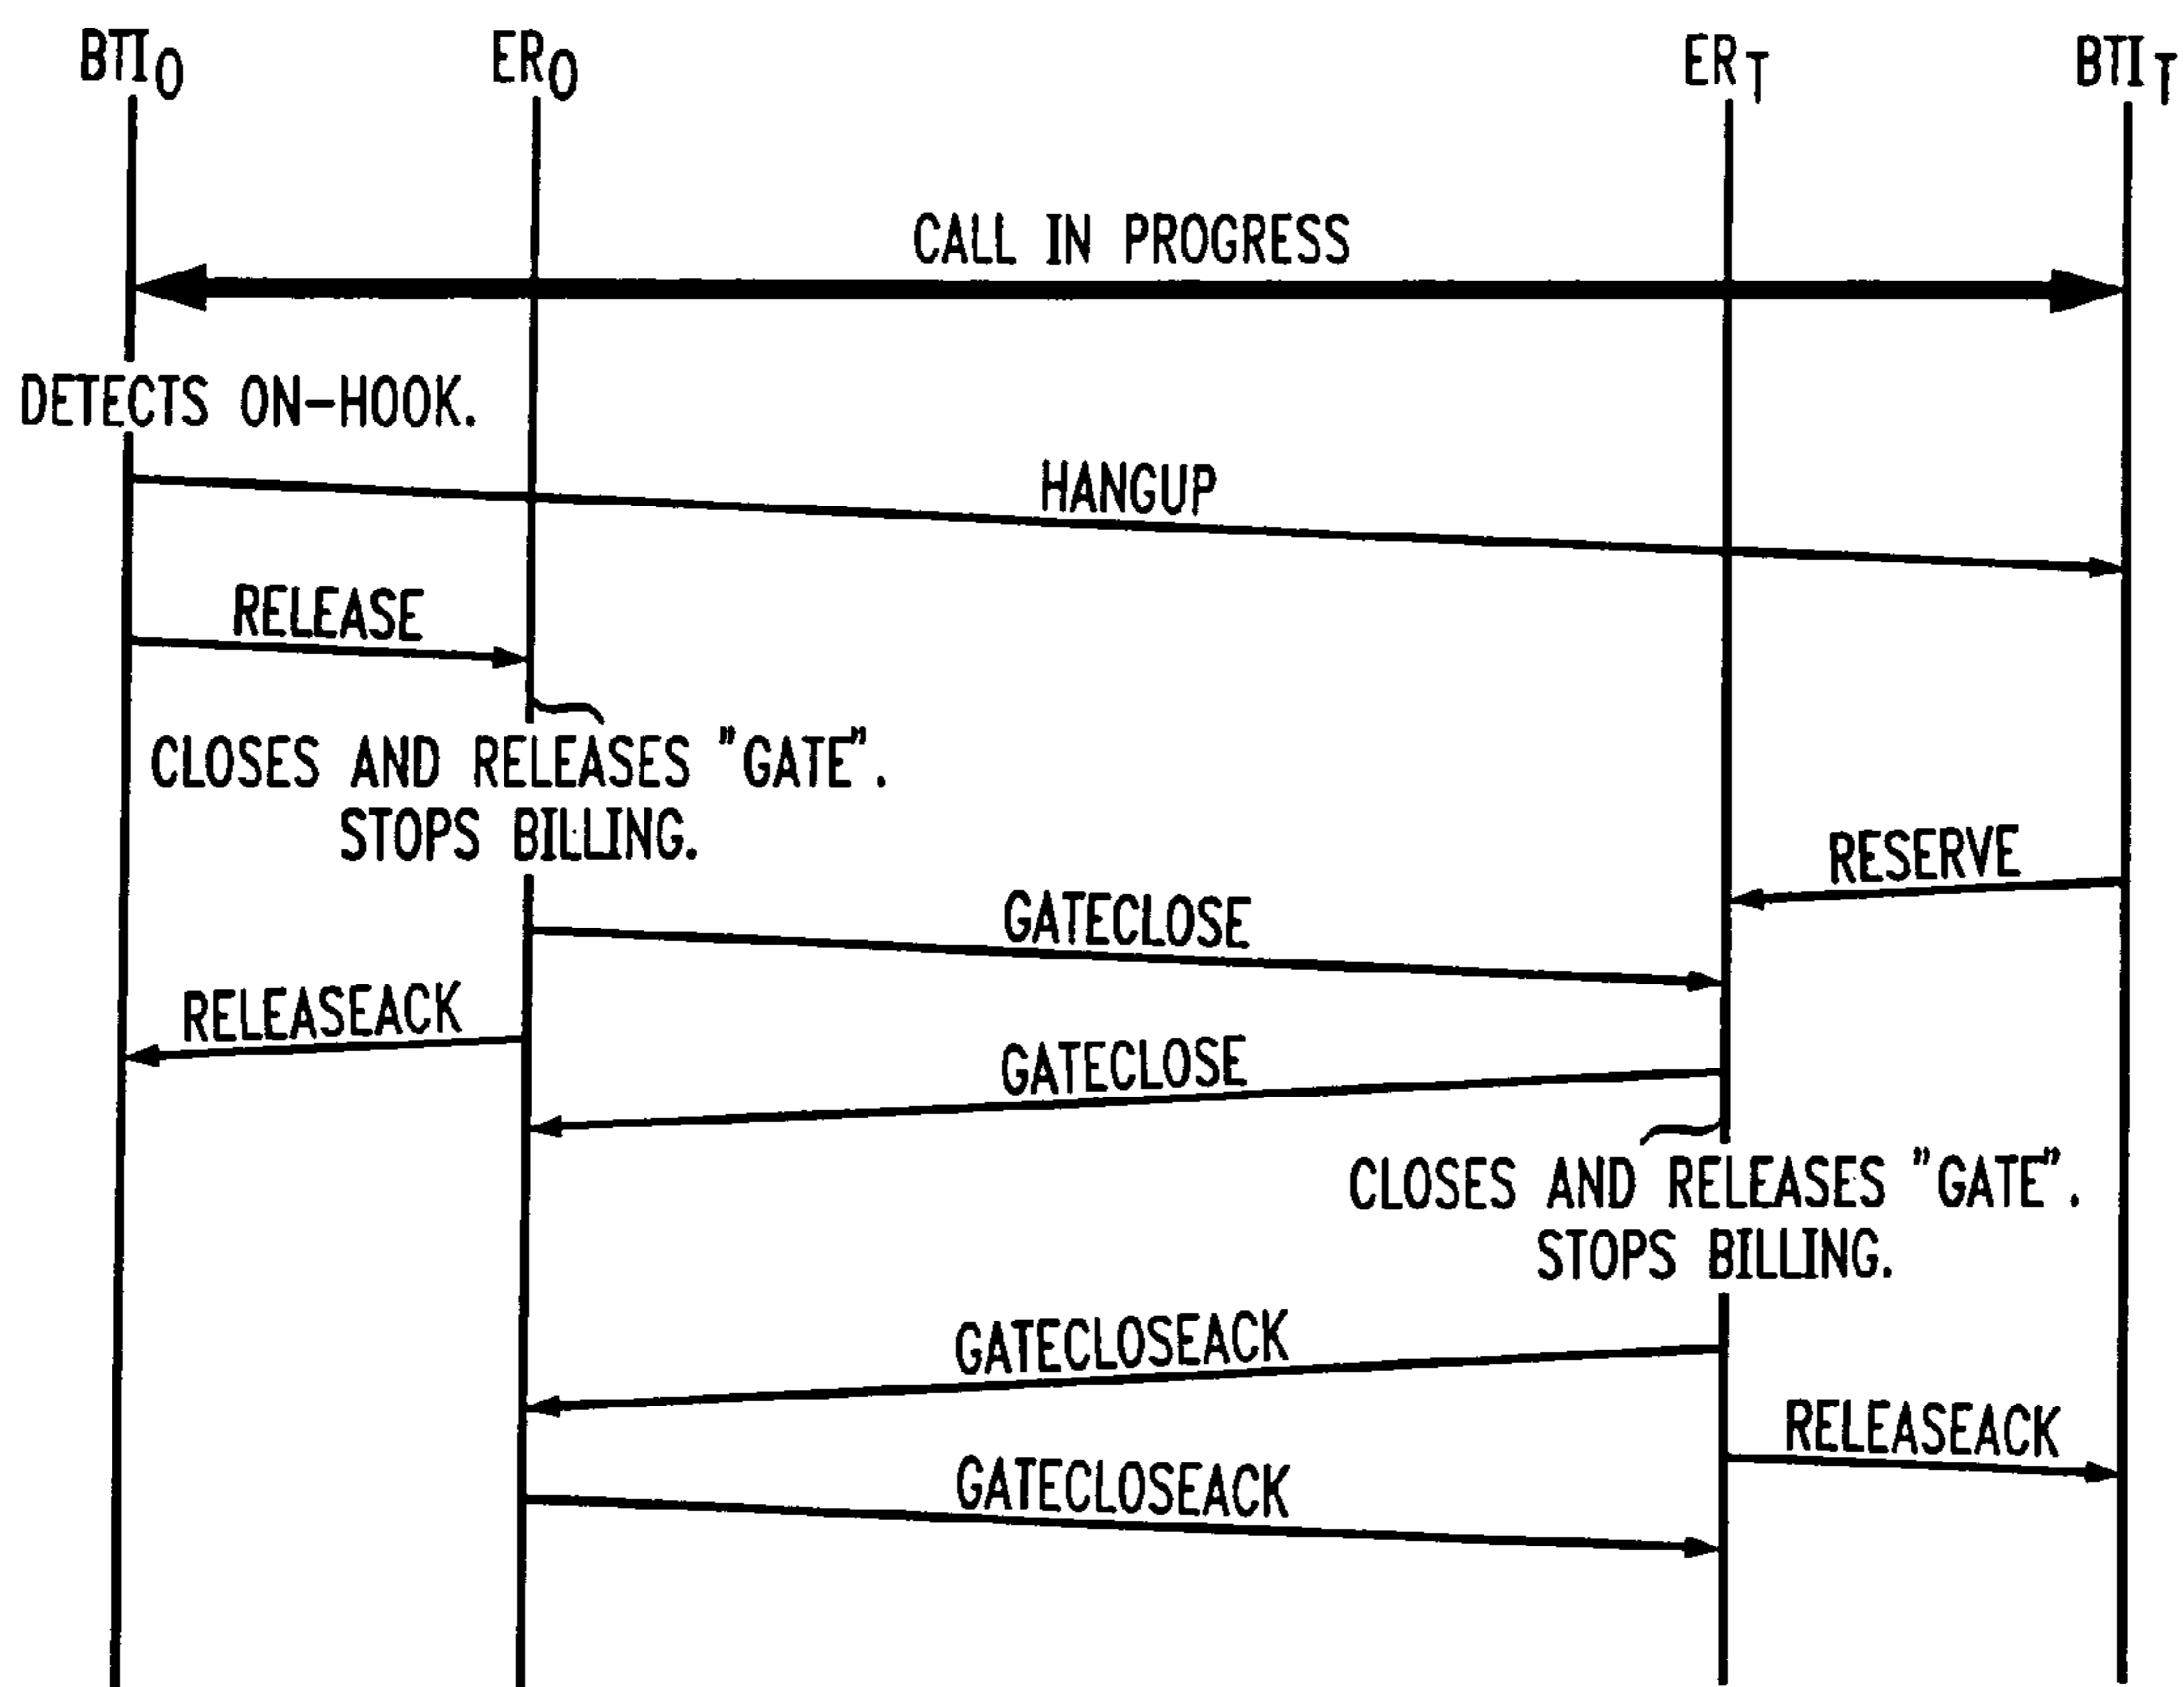 BTI_O ER_O ER_T BTI_T
CALL IN PROGRESS
DETECTS ON-HOOK.
HANGUP
RELEASE
CLOSES AND RELEASES "GATE".
STOPS BILLING.
RESERVE
GATECLOSE
RELEASEACK
GATECLOSE
CLOSES AND RELEASES "GATE".
STOPS BILLING.
GATECLOSEACK
RELEASEACK
GATECLOSEACK